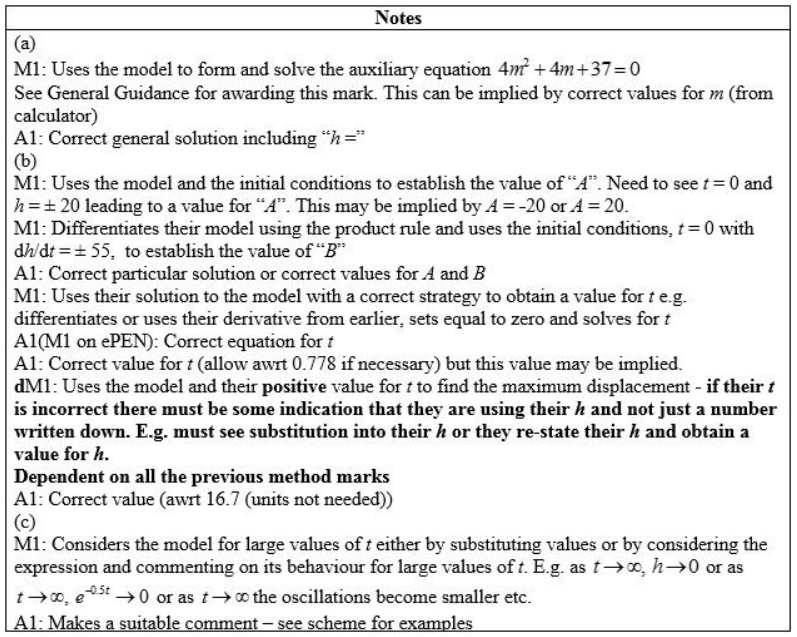 Notes
(a)
M1: Uses the model to form and solve the auxiliary equation 4m² + 4m + 37 = 0
See General Guidance for awarding this mark. This can be implied by correct values for m (from
calculator)
A1: Correct general solution including “h =”
(b)
M1: Uses the model and the initial conditions to establish the value of “A”. Need to see t = 0 and
h = ± 20 leading to a value for “A”. This may be implied by A = -20 or A = 20.
M1: Differentiates their model using the product rule and uses the initial conditions, t = 0 with
dh/dt = ± 55, to establish the value of “B”
A1: Correct particular solution or correct values for A and B
M1: Uses their solution to the model with a correct strategy to obtain a value for t e.g.
differentiates or uses their derivative from earlier, sets equal to zero and solves for t
A1(M1 on ePEN): Correct equation for t
A1: Correct value for t (allow awrt 0.778 if necessary) but this value may be implied.
dM1: Uses the model and their positive value for t to find the maximum displacement - if their t
is incorrect there must be some indication that they are using their h and not just a number
written down. E.g. must see substitution into their h or they re-state their h and obtain a
value for h.
Dependent on all the previous method marks
A1: Correct value (awrt 16.7 (units not needed))
(c)
M1: Considers the model for large values of t either by substituting values or by considering the
expression and commenting on its behaviour for large values of t. E.g. as t→∞, h→0 or as
t→∞, e^-0.5t →0 or as t→∞ the oscillations become smaller etc.
A1: Makes a suitable comment – see scheme for examples